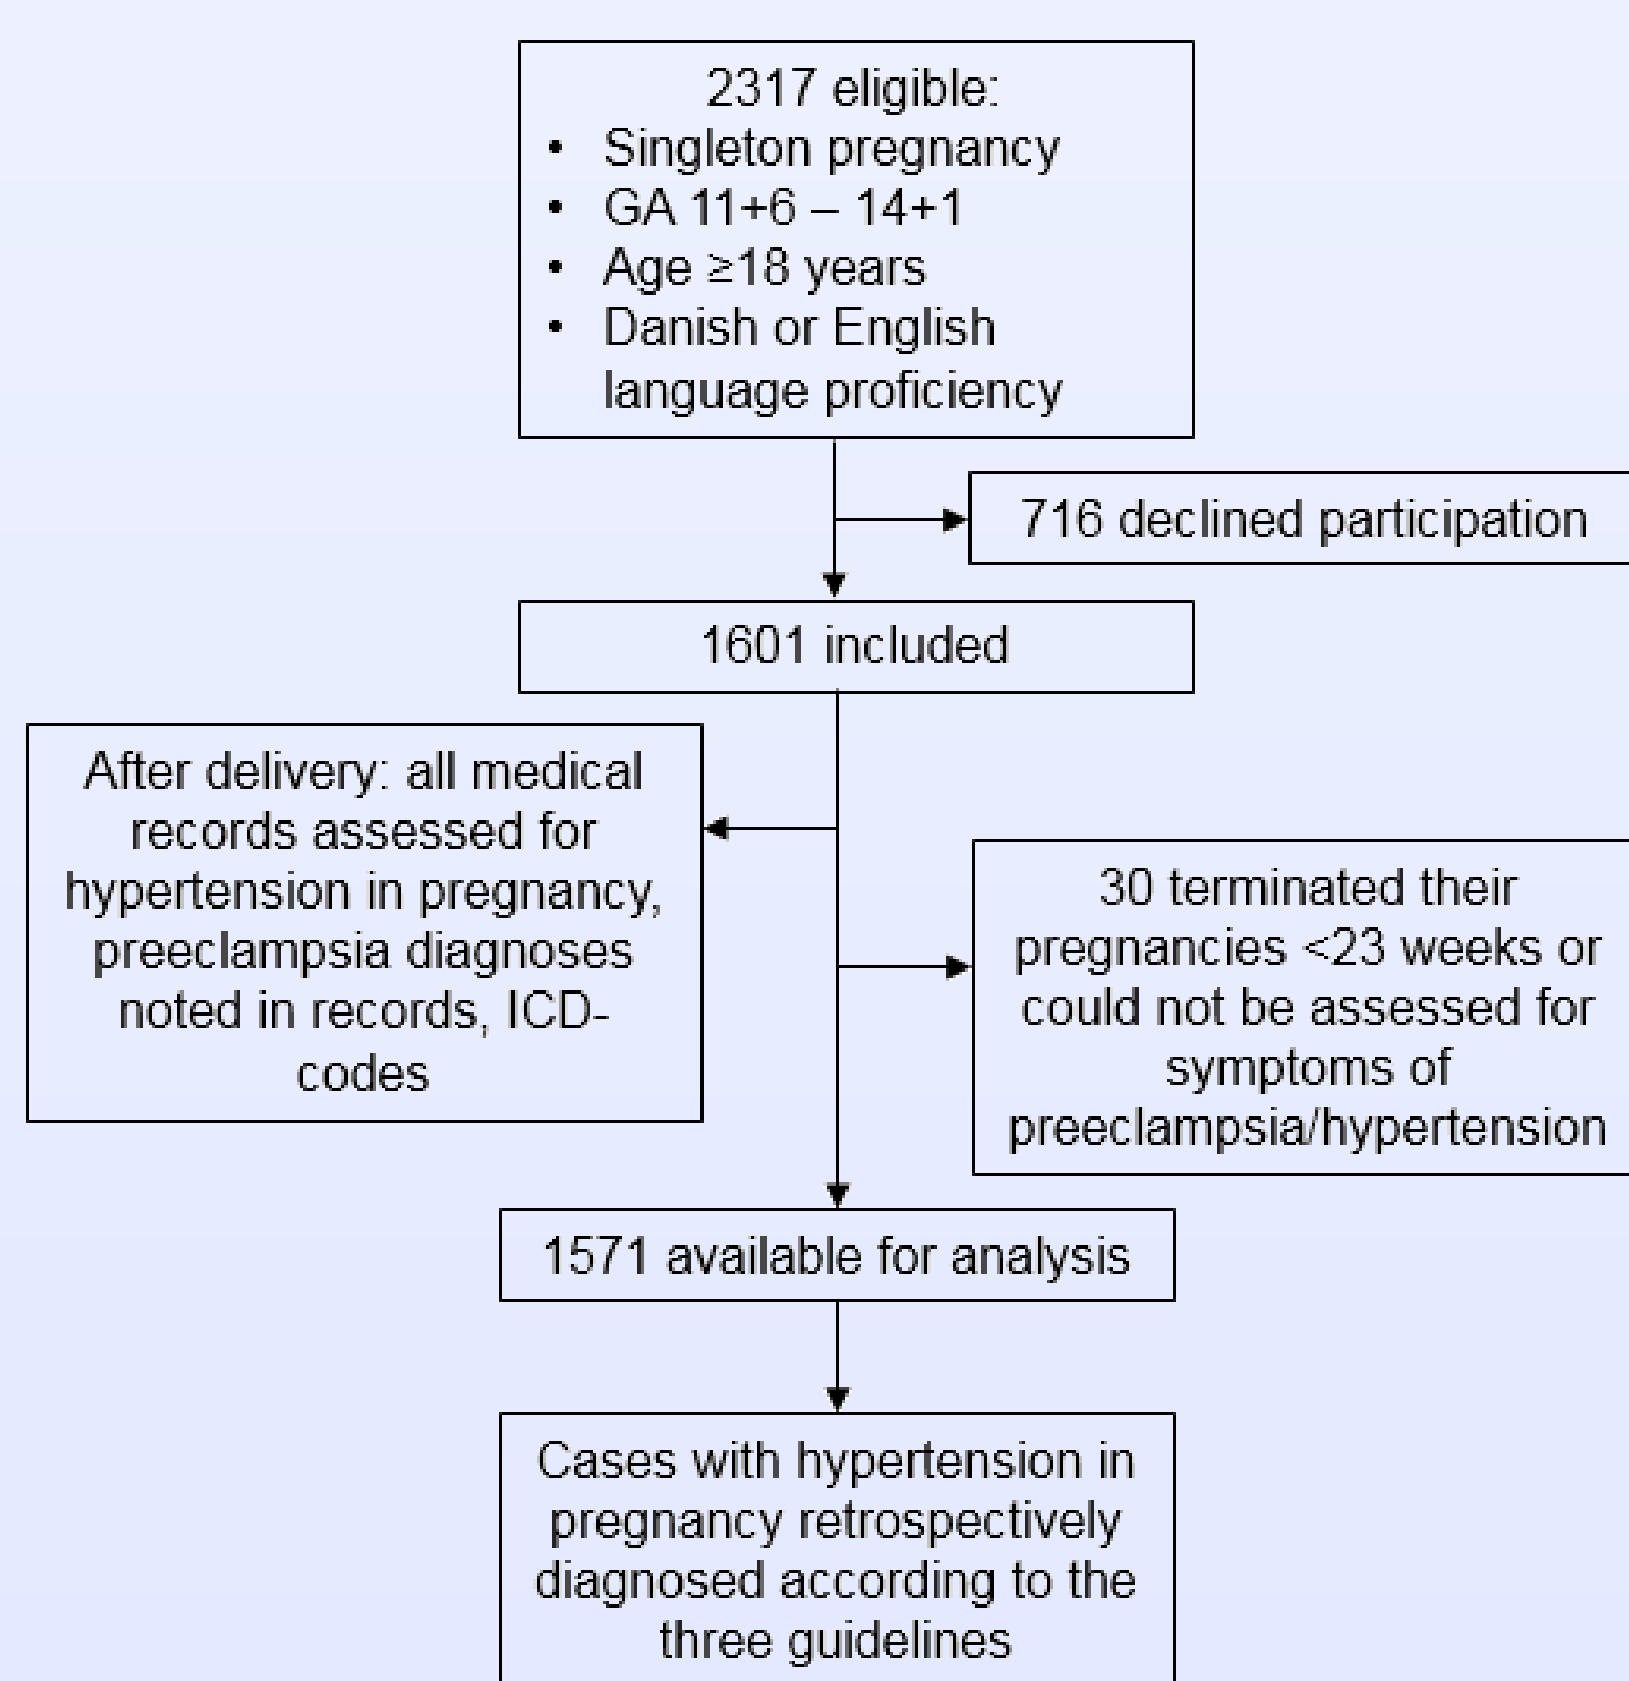 2317 eligible:
• Singleton pregnancy
• GA 11+6 – 14+1
• Age ≥18 years
• Danish or English
language proficiency
716 declined participation
1601 included
After delivery: all medical
records assessed for
hypertension in pregnancy,
preeclampsia diagnoses
noted in records, ICD-
codes
30 terminated their
pregnancies <23 weeks or
could not be assessed for
symptoms of
preeclampsia/hypertension
1571 available for analysis
Cases with hypertension in
pregnancy retrospectively
diagnosed according to the
three guidelines